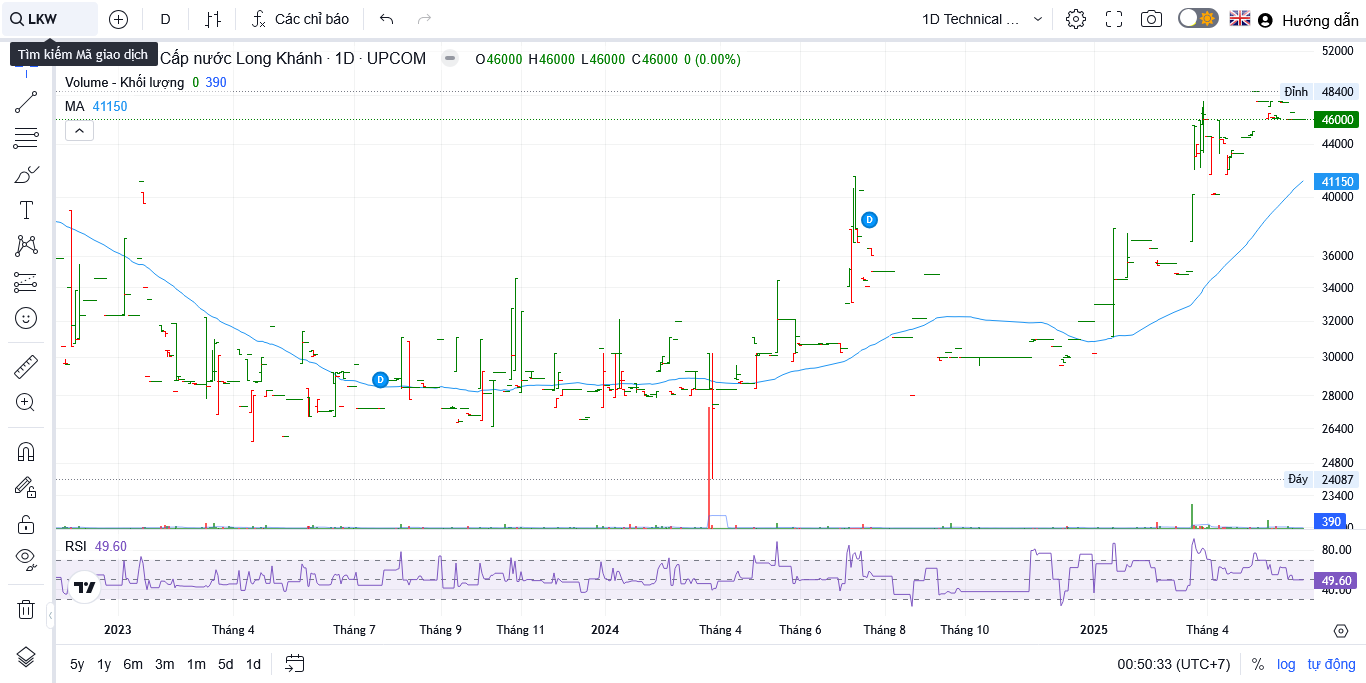 LKW D Các chỉ báo 1D Technical ... Hướng dẫn
Tìm kiếm Mã giao dịch
Cấp nước Long Khánh · 1D · UPCOM O46000 H46000 L46000 C46000 0 (0.00%)
Volume - Khối lượng 0 390
MA 41150
52000
Đỉnh 48400
46000
44000
41150
40000
D
36000
34000
32000
30000
D
28000
26400
24800
Đáy 24087
23400
390
RSI 49.60
80.00
49.60
40.00
2023 Tháng 4 Tháng 7 Tháng 9 Tháng 11 2024 Tháng 4 Tháng 6 Tháng 8 Tháng 10 2025 Tháng 4
5y 1y 6m 3m 1m 5d 1d 00:50:33 (UTC+7) % log tự động